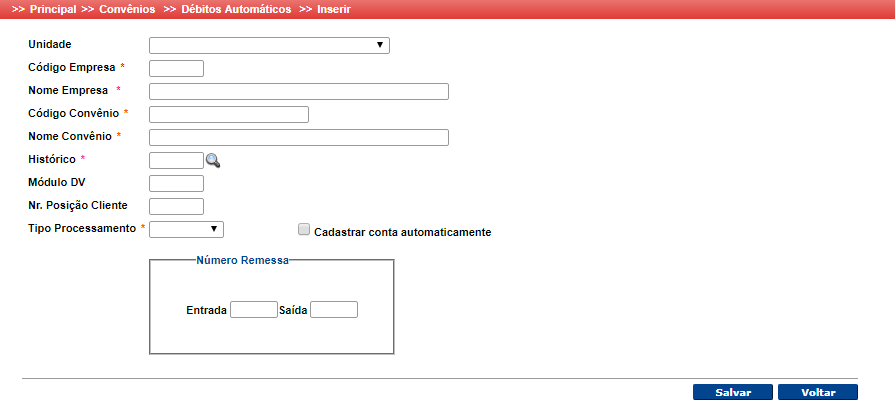 >> Principal >> Convênios >> Débitos Automáticos >> Inserir
Unidade
Código Empresa *
Nome Empresa *
Código Convênio *
Nome Convênio *
Histórico *
Módulo DV
Nr. Posição Cliente
Tipo Processamento * Cadastrar conta automaticamente
Número Remessa
Entrada Saída
Salvar Voltar